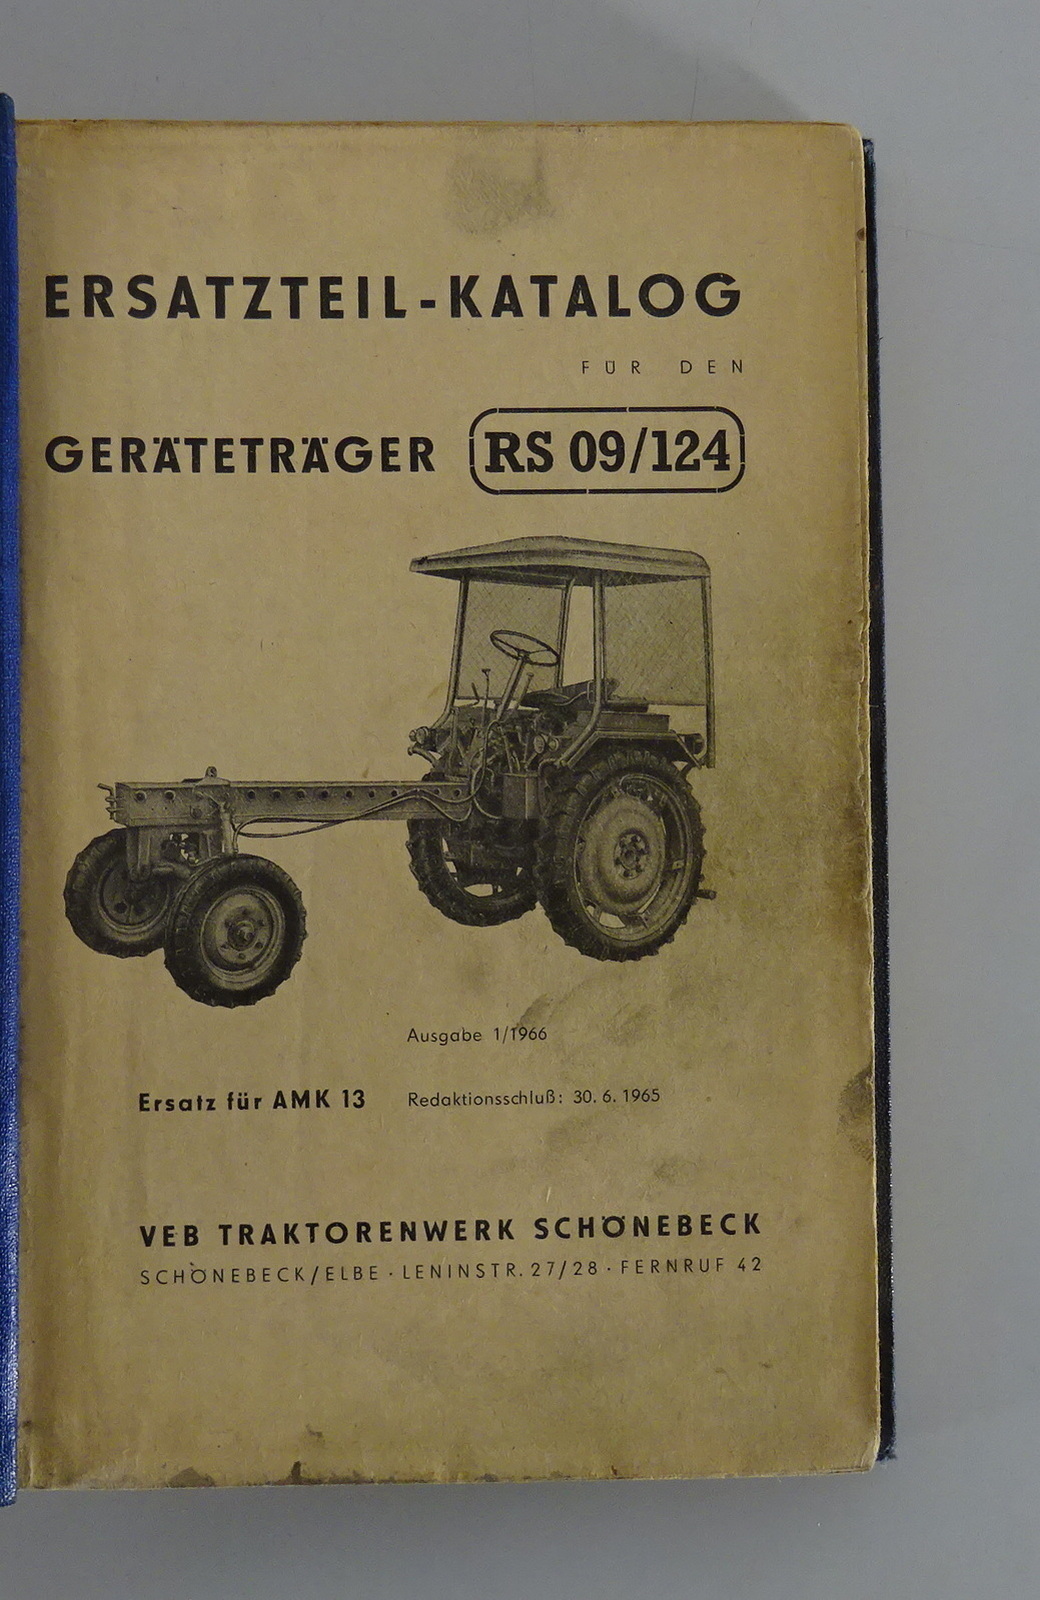 ERSATZTEIL-KATALOG
FÜR DEN
GERÄTETRÄGER RS 09/124
Ausgabe 1/1966
Ersatz für AMK 13 Redaktionsschluß: 30. 6. 1965
VEB TRAKTORENWERK SCHÖNEBECK
SCHÖNEBECK/ELBE · LENINSTR. 27/28 · FERNRUF 42